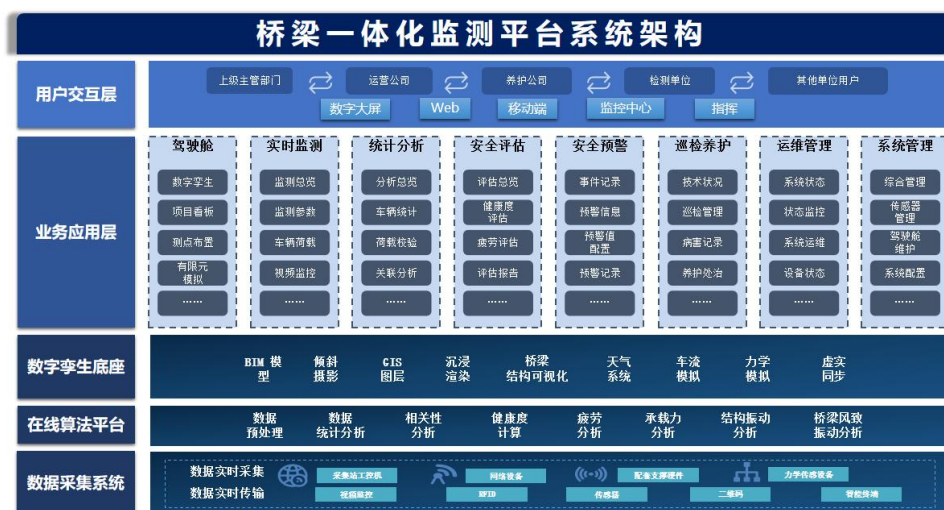 桥梁一体化监测平台系统架构
用户交互层
上级主管部门
运营公司
养护公司
检测单位
其他单位用户
数字大屏
Web
移动端
监控中心
指挥
业务应用层
驾驶舱
数字孪生
项目看板
测点布置
有限元
模拟
……
实时监测
监测总览
监测参数
车辆荷载
视频监控
……
统计分析
分析总览
车辆统计
荷载校验
关联分析
……
安全评估
评估总览
健康度
评估
疲劳评估
评估报告
……
安全预警
事件记录
预警信息
预警值
配置
预警记录
……
巡检养护
技术状况
巡检管理
病害记录
养护处治
……
运维管理
系统状态
状态监控
系统运维
设备状态
……
系统管理
综合管理
传感器
管理
驾驶舱
维护
系统配置
……
数字孪生底座
BIM 模
型
倾斜
摄影
GIS
图层
沉浸
渲染
桥梁
结构可视化
天气
系统
车流
模拟
力学
模拟
虚实
同步
在线算法平台
数据
预处理
数据
统计分析
相关性
分析
健康度
计算
疲劳
分析
承载力
分析
结构振动
分析
桥梁风致
振动分析
数据采集系统
数据实时采集
采集站工控机
网络设备
配套支撑硬件
力学传感设备
数据实时传输
视频监控
RFID
传感器
二维码
智能终端